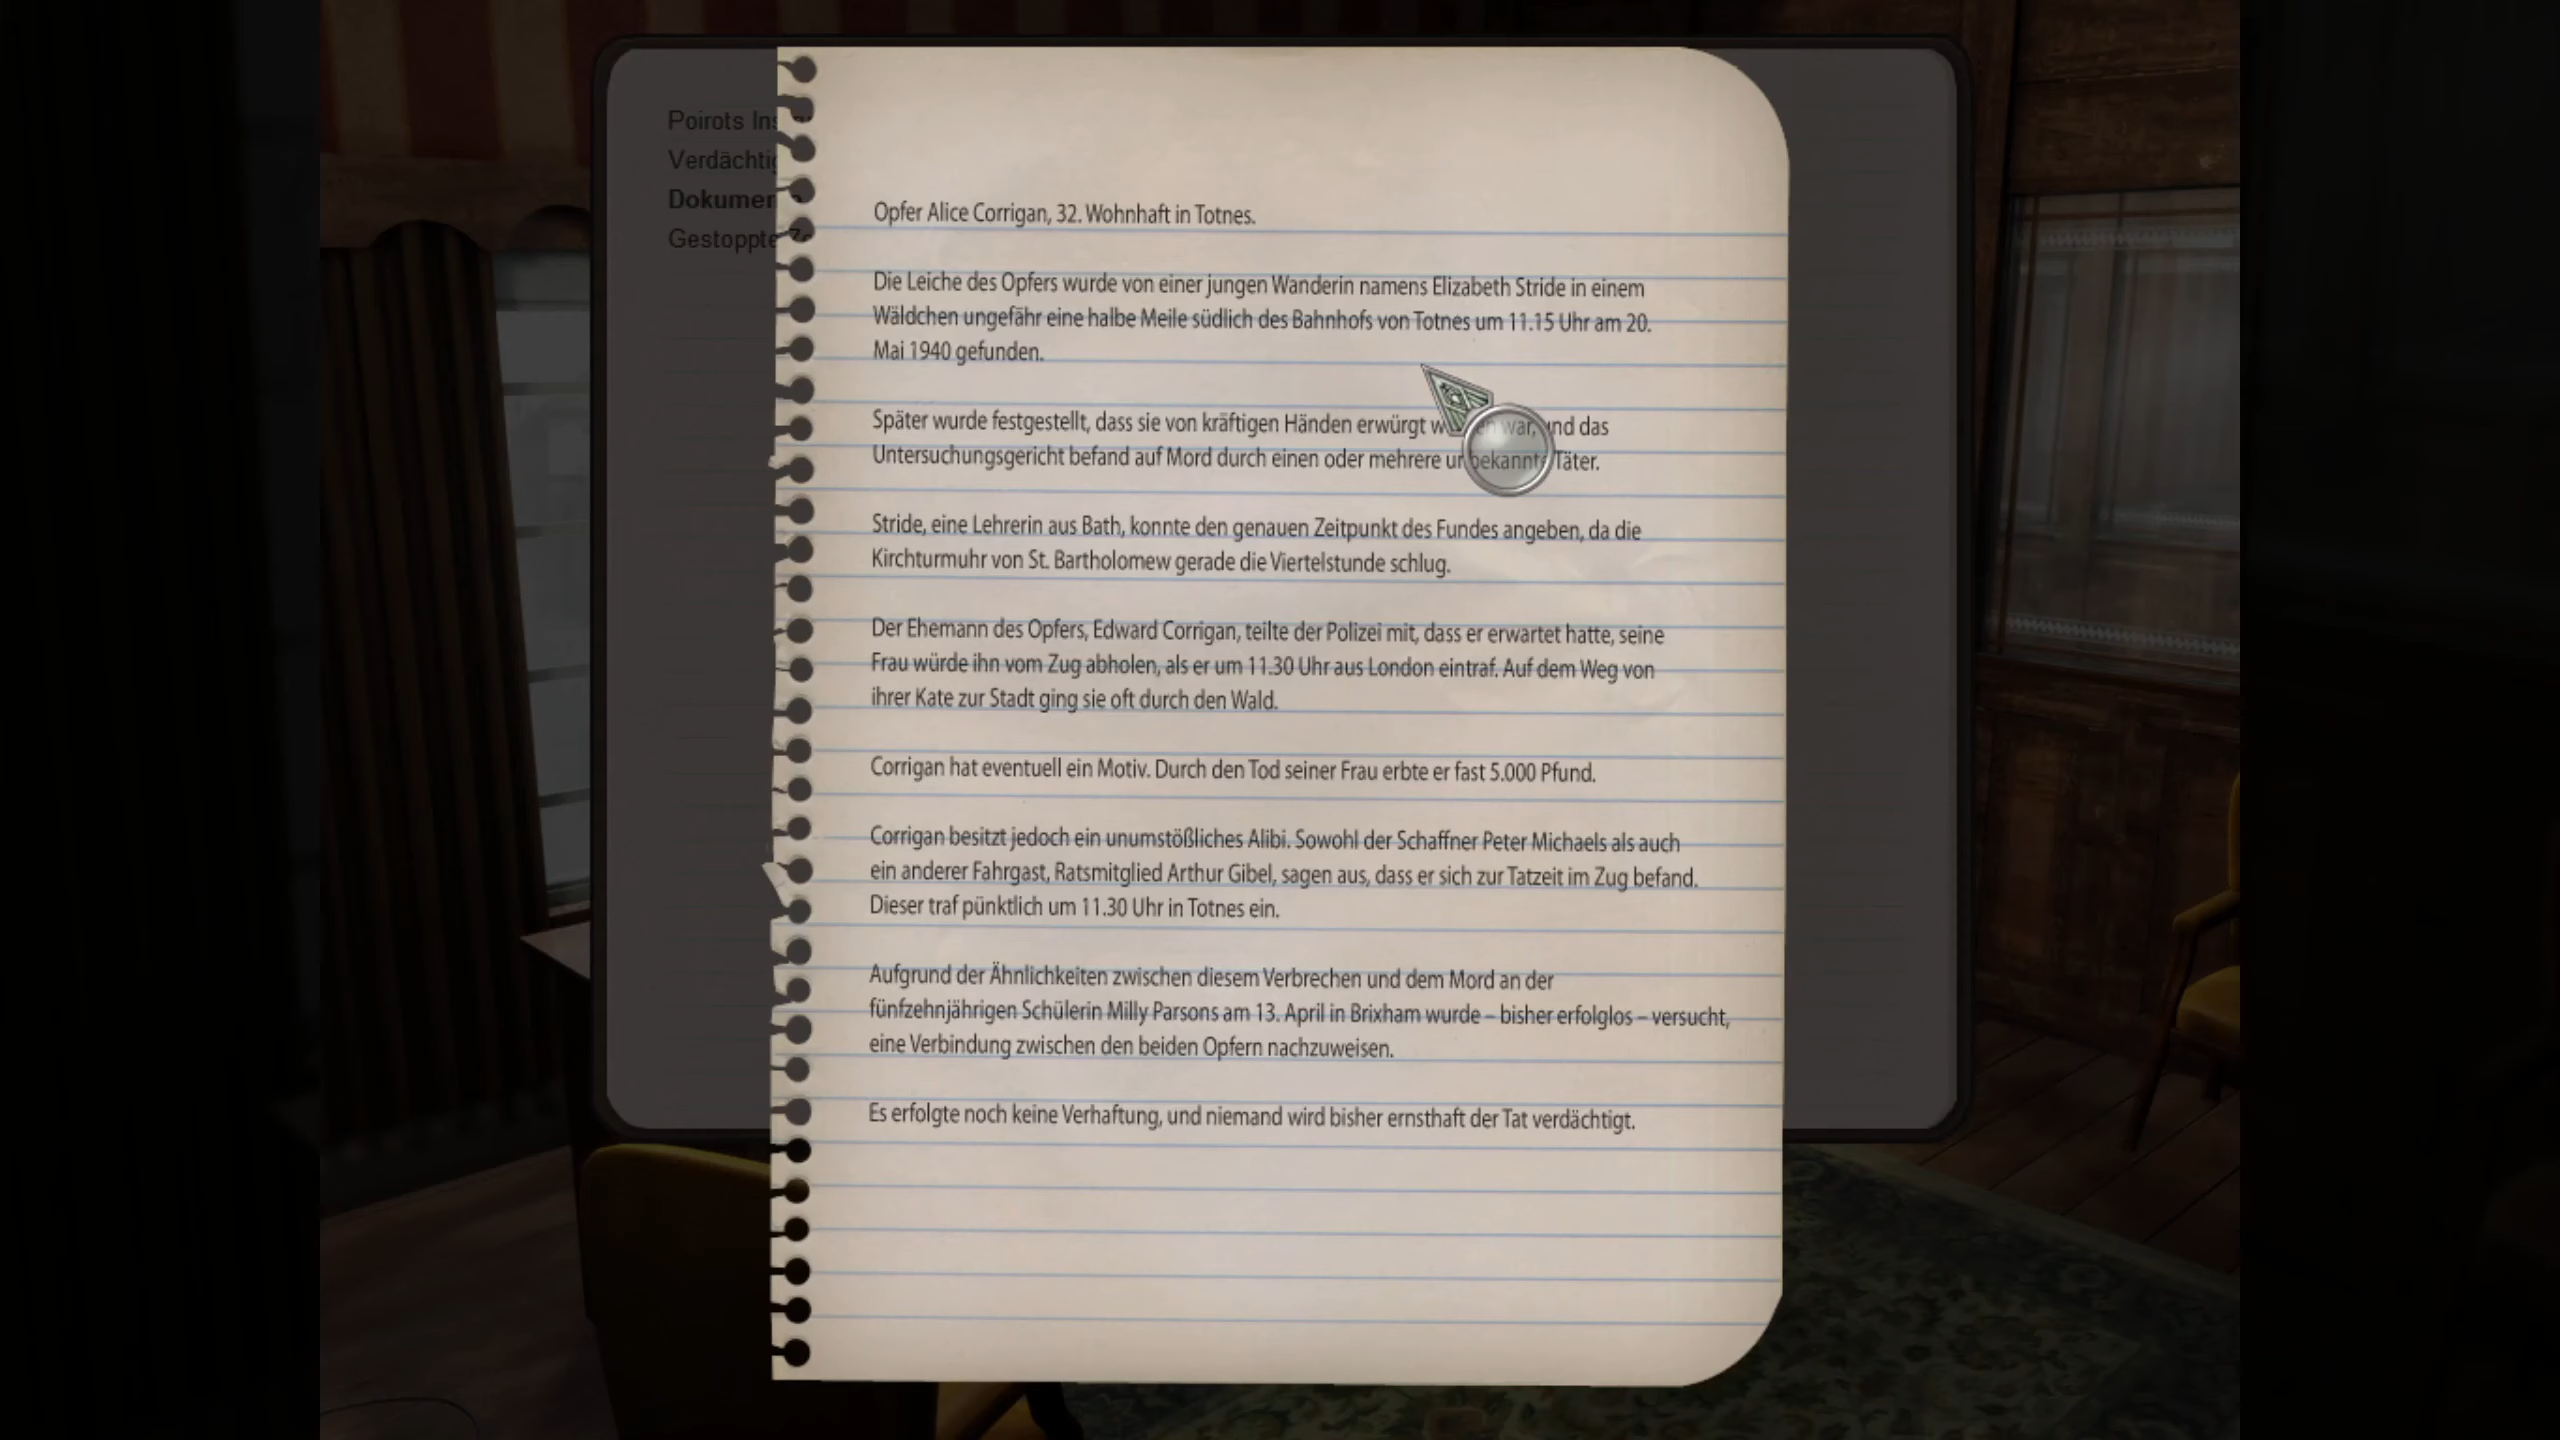 Poirots Ins
Verdächtig
Dokumen
Gestoppte Ze
Opfer Alice Corrigan, 32. Wohnhaft in Totnes.
Die Leiche des Opfers wurde von einer jungen Wanderin namens Elizabeth Stride in einem
Wäldchen ungefähr eine halbe Meile südlich des Bahnhofs von Totnes um 11.15 Uhr am 20.
Mai 1940 gefunden.
Später wurde festgestellt, dass sie von kräftigen Händen erwürgt worden war, und das
Untersuchungsgericht befand auf Mord durch einen oder mehrere unbekannte Täter.
Stride, eine Lehrerin aus Bath, konnte den genauen Zeitpunkt des Fundes angeben, da die
Kirchturmuhr von St. Bartholomew gerade die Viertelstunde schlug.
Der Ehemann des Opfers, Edward Corrigan, teilte der Polizei mit, dass er erwartet hatte, seine
Frau würde ihn vom Zug abholen, als er um 11.30 Uhr aus London eintraf. Auf dem Weg von
ihrer Kate zur Stadt ging sie oft durch den Wald.
Corrigan hat eventuell ein Motiv. Durch den Tod seiner Frau erbte er fast 5.000 Pfund.
Corrigan besitzt jedoch ein unumstößliches Alibi. Sowohl der Schaffner Peter Michaels als auch
ein anderer Fahrgast, Ratsmitglied Arthur Gibel, sagen aus, dass er sich zur Tatzeit im Zug befand.
Dieser traf pünktlich um 11.30 Uhr in Totnes ein.
Aufgrund der Ähnlichkeiten zwischen diesem Verbrechen und dem Mord an der
fünfzehnjährigen Schülerin Milly Parsons am 13. April in Brixham wurde – bisher erfolglos – versucht,
eine Verbindung zwischen den beiden Opfern nachzuweisen.
Es erfolgte noch keine Verhaftung, und niemand wird bisher ernsthaft der Tat verdächtigt.